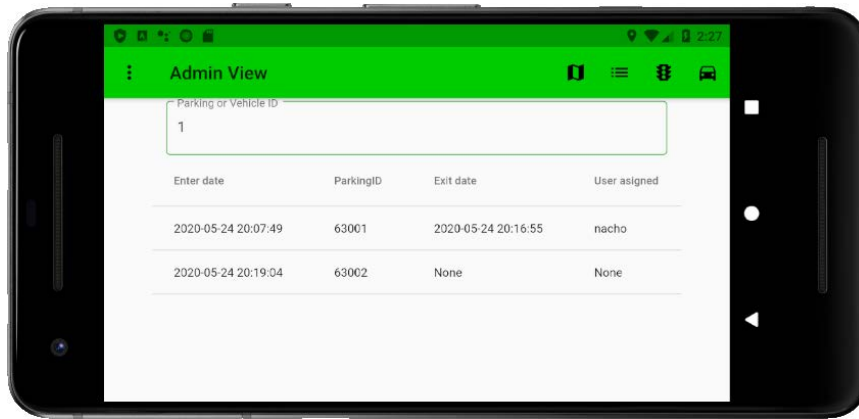 2:27
Admin View
Parking or Vehicle ID
1
Enter date ParkingID Exit date User asigned
2020-05-24 20:07:49 63001 2020-05-24 20:16:55 nacho
2020-05-24 20:19:04 63002 None None